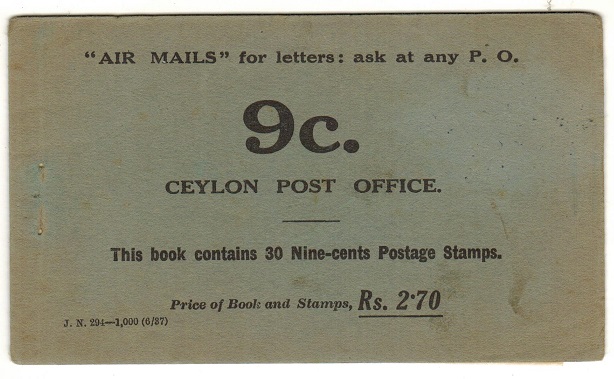 "AIR MAILS" for letters: ask at any P. O.
9c.
CEYLON POST OFFICE.
This book contains 30 Nine-cents Postage Stamps.
Price of Book and Stamps, Rs. 2·70
J. N. 294—1,000 (6/37)